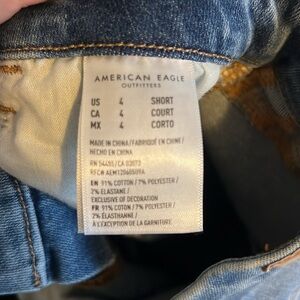 AMERICAN EAGLE
OUTFITTERS
US 4 SHORT
CA 4 COURT
MX 4 CORTO
MADE IN CHINA/FABRIQUÉ EN CHINE/
HECHO EN CHINA
RN 54485/CA 03073
RFC# AEM1206805H9A
EN 91% COTTON / 7% POLYESTER /
2% ELASTANE /
EXCLUSIVE OF DECORATION
FR 91% COTON / 7% POLYESTER /
2% ÉLASTHANNE /
À L'EXCEPTION DE LA GARNITURE